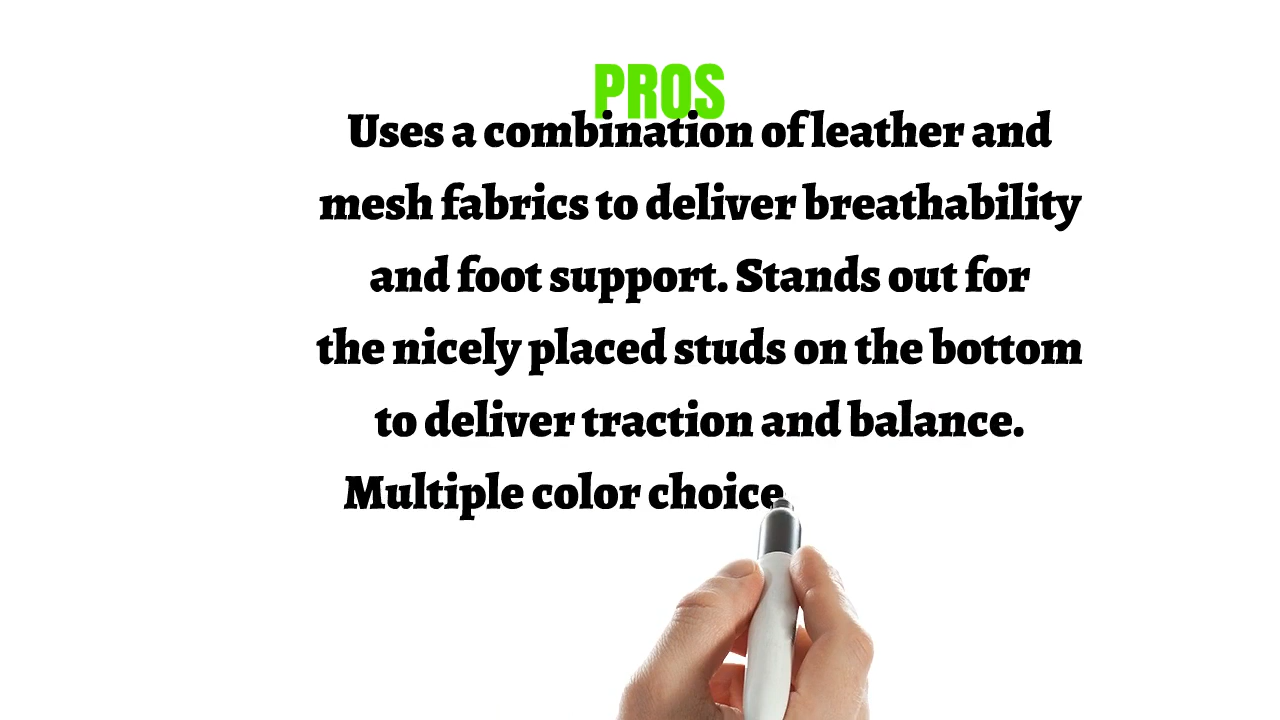 PROS
Uses a combination of leather and
mesh fabrics to deliver breathability
and foot support. Stands out for
the nicely placed studs on the bottom
to deliver traction and balance.
Multiple color choice